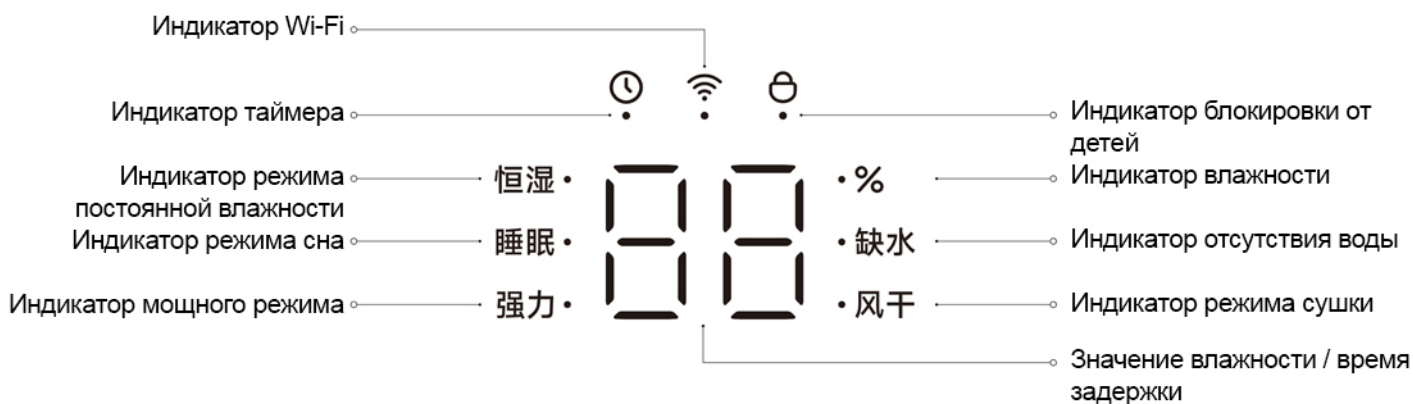 Индикатор Wi-Fi
Индикатор таймера
Индикатор режима
постоянной влажности
Индикатор режима сна
Индикатор мощного режима
恒湿
睡眠
强力
88
%
缺水
风干
Индикатор блокировки от
детей
Индикатор влажности
Индикатор отсутствия воды
Индикатор режима сушки
Значение влажности / время
задержки